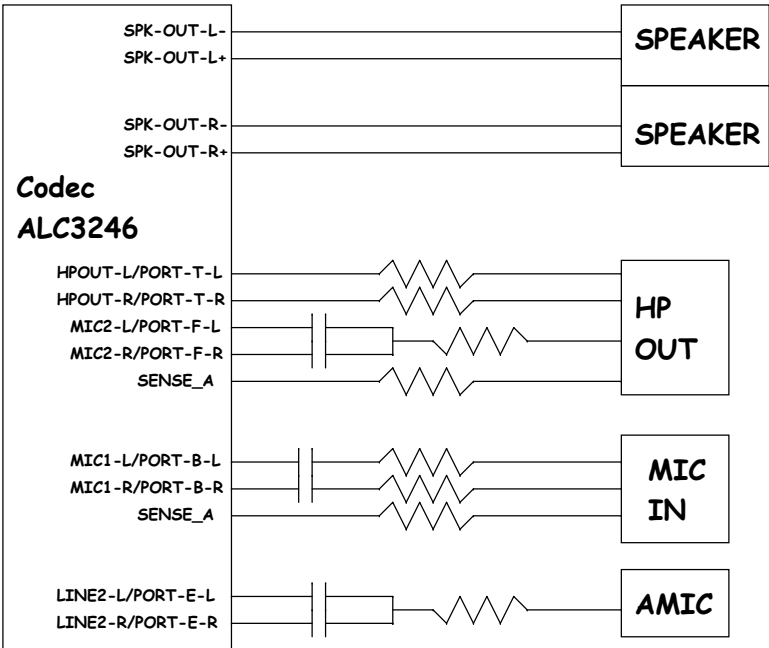 SPK-OUT-L-
SPK-OUT-L+
SPEAKER
SPK-OUT-R-
SPK-OUT-R+
SPEAKER
Codec
ALC3246
HPOUT-L/PORT-T-L
HPOUT-R/PORT-T-R
MIC2-L/PORT-F-L
MIC2-R/PORT-F-R
SENSE_A
HP
OUT
MIC1-L/PORT-B-L
MIC1-R/PORT-B-R
SENSE_A
MIC
IN
LINE2-L/PORT-E-L
LINE2-R/PORT-E-R
AMIC